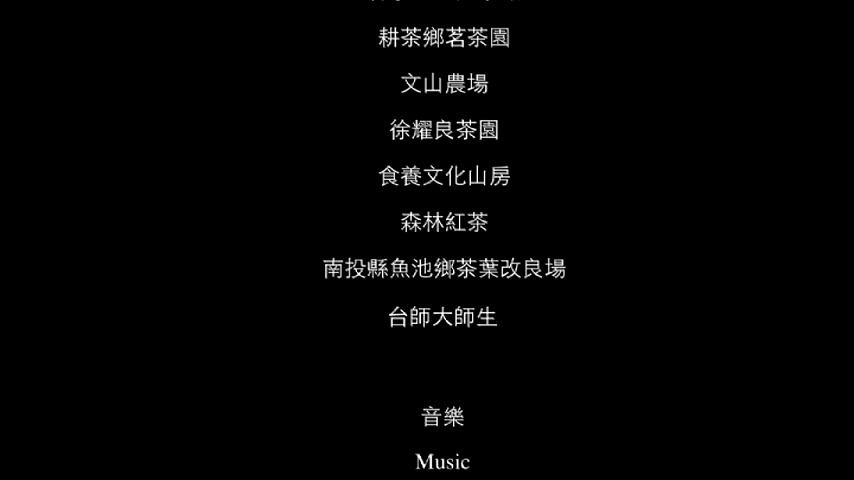 耕茶鄉茗茶園
文山農場
徐耀良茶園
食養文化山房
森林紅茶
南投縣魚池鄉茶葉改良場
台師大師生
音樂
Music